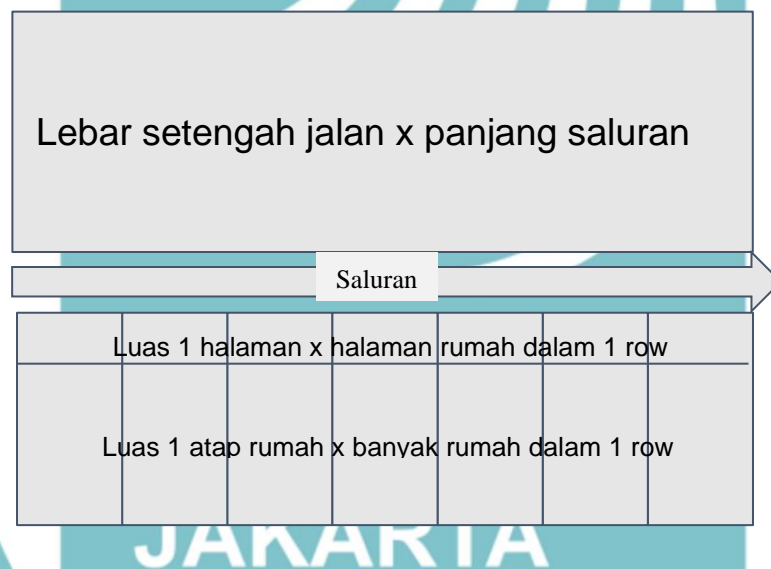 Lebar setengah jalan x panjang saluran
Saluran
Luas 1 halaman x halaman rumah dalam 1 row
Luas 1 atap rumah x banyak rumah dalam 1 row
JAKARTA